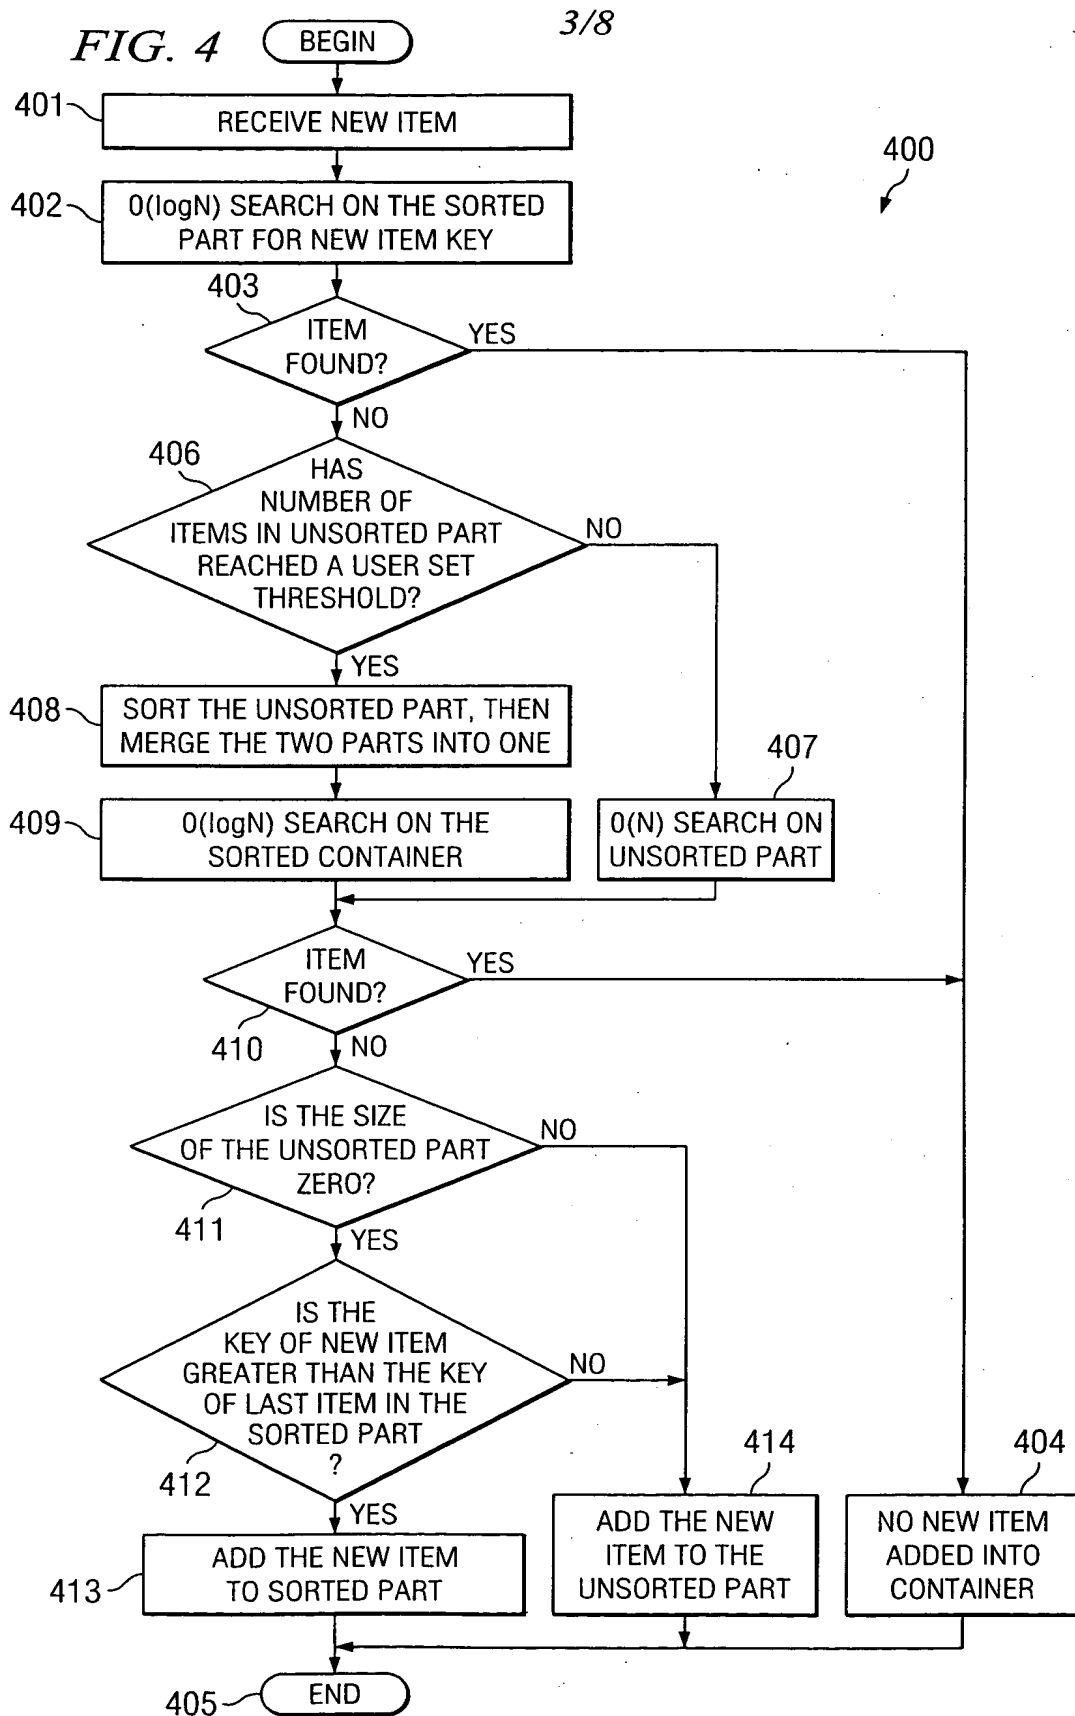 3/8
FIG. 4
BEGIN
401
RECEIVE NEW ITEM
400
402
O(logN) SEARCH ON THE SORTED
PART FOR NEW ITEM KEY
403
ITEM
FOUND?
YES
NO
406
HAS
NUMBER OF
ITEMS IN UNSORTED PART
REACHED A USER SET
THRESHOLD?
NO
YES
408
SORT THE UNSORTED PART, THEN
MERGE THE TWO PARTS INTO ONE
407
409
O(logN) SEARCH ON THE
SORTED CONTAINER
O(N) SEARCH ON
UNSORTED PART
ITEM
FOUND?
YES
410
NO
IS THE SIZE
OF THE UNSORTED PART
ZERO?
NO
411
YES
IS THE
KEY OF NEW ITEM
GREATER THAN THE KEY
OF LAST ITEM IN THE
SORTED PART
?
NO
412
YES
414
404
413
ADD THE NEW ITEM
TO SORTED PART
ADD THE NEW
ITEM TO THE
UNSORTED PART
NO NEW ITEM
ADDED INTO
CONTAINER
405
END